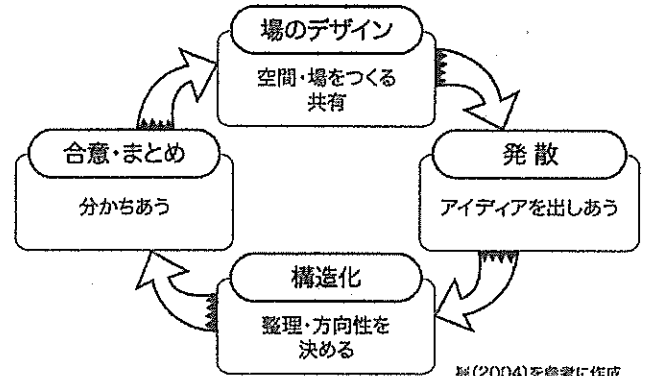 場のデザイン
空間・場をつくる
共有
発散
アイディアを出しあう
構造化
整理・方向性を
決める
合意・まとめ
分かちあう
(2004)を参考に作成